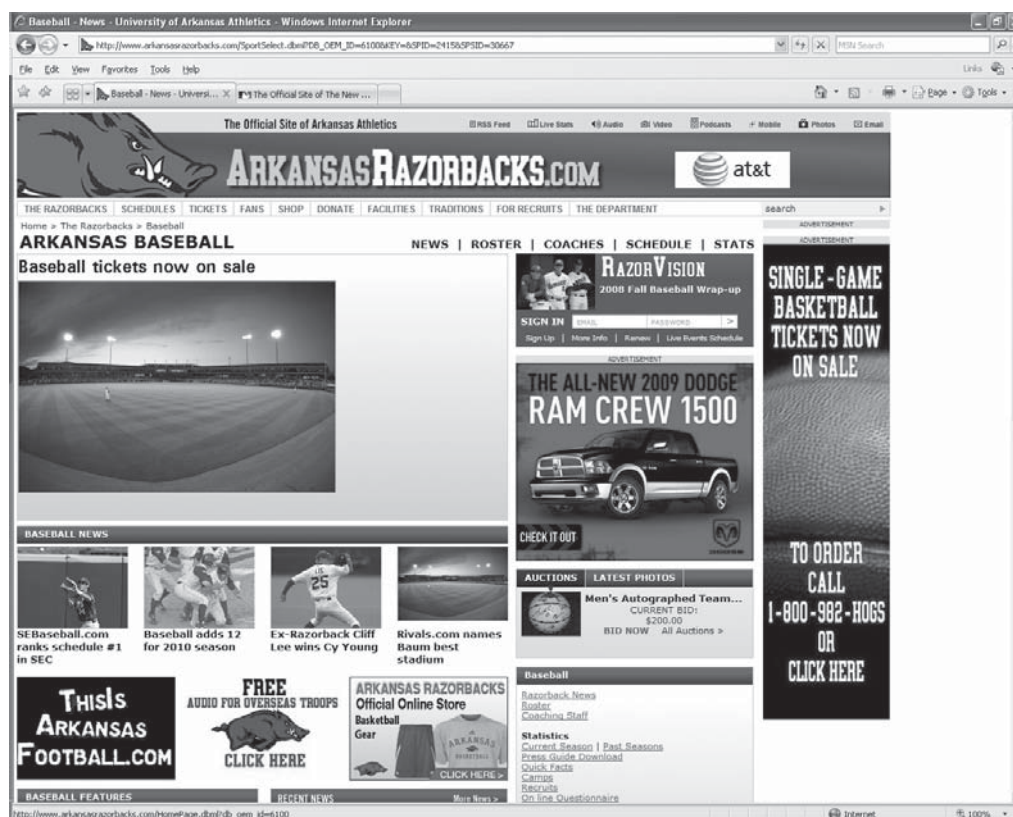 Baseball - News - University of Arkansas Athletics - Windows Internet Explorer
http://www.arkansasrazorbacks.com/SportSelect.dbml?DB_OEM_ID=6100&KEY=&SPID=2415&SPSID=30667
MSN Search
File Edit View Favorites Tools Help
Links
Baseball - News - Universi... X The Official Site of The New ...
Page Tools
The Official Site of Arkansas Athletics
RSS Feed Live Stats Audio Video Podcasts Mobile Photos Email
ARKANSASRAZORBACKS.COM
at&t
THE RAZORBACKS SCHEDULES TICKETS FANS SHOP DONATE FACILITIES TRADITIONS FOR RECRUITS THE DEPARTMENT
search
Home > The Razorbacks > Baseball
ADVERTISEMENT
ARKANSAS BASEBALL
NEWS | ROSTER | COACHES | SCHEDULE | STATS
ADVERTISEMENT
Baseball tickets now on sale
RAZORVISION
2008 Fall Baseball Wrap-up
SIGN IN EMAIL PASSWORD >
Sign Up | More Info | Renew | Live Events Schedule
ADVERTISEMENT
THE ALL-NEW 2009 DODGE
RAM CREW 1500
CHECK IT OUT
SINGLE-GAME
BASKETBALL
TICKETS NOW
ON SALE
TO ORDER
CALL
1-800-982-HOGS
OR
CLICK HERE
BASEBALL NEWS
25
SEBaseball.com
ranks schedule #1
in SEC
Baseball adds 12
for 2010 season
Ex-Razorback Cliff
Lee wins Cy Young
Rivals.com names
Baum best
stadium
AUCTIONS LATEST PHOTOS
Men's Autographed Team...
CURRENT BID:
$200.00
BID NOW All Auctions >
THISIS
ARKANSAS
FOOTBALL.COM
FREE
AUDIO FOR OVERSEAS TROOPS
CLICK HERE
ARKANSAS RAZORBACKS
Official Online Store
Basketball
Gear
ARKANSAS
CLICK HERE >
Baseball
Razorback News
Roster
Coaching Staff
Statistics
Current Season | Past Seasons
Press Guide Download
Quick Facts
Camps
Recruits
On line Questionnaire
BASEBALL FEATURES
RECENT NEWS
More News >
http://www.arkansasrazorbacks.com/HomePage.dbml?db_oem_id=6100
Internet
100%